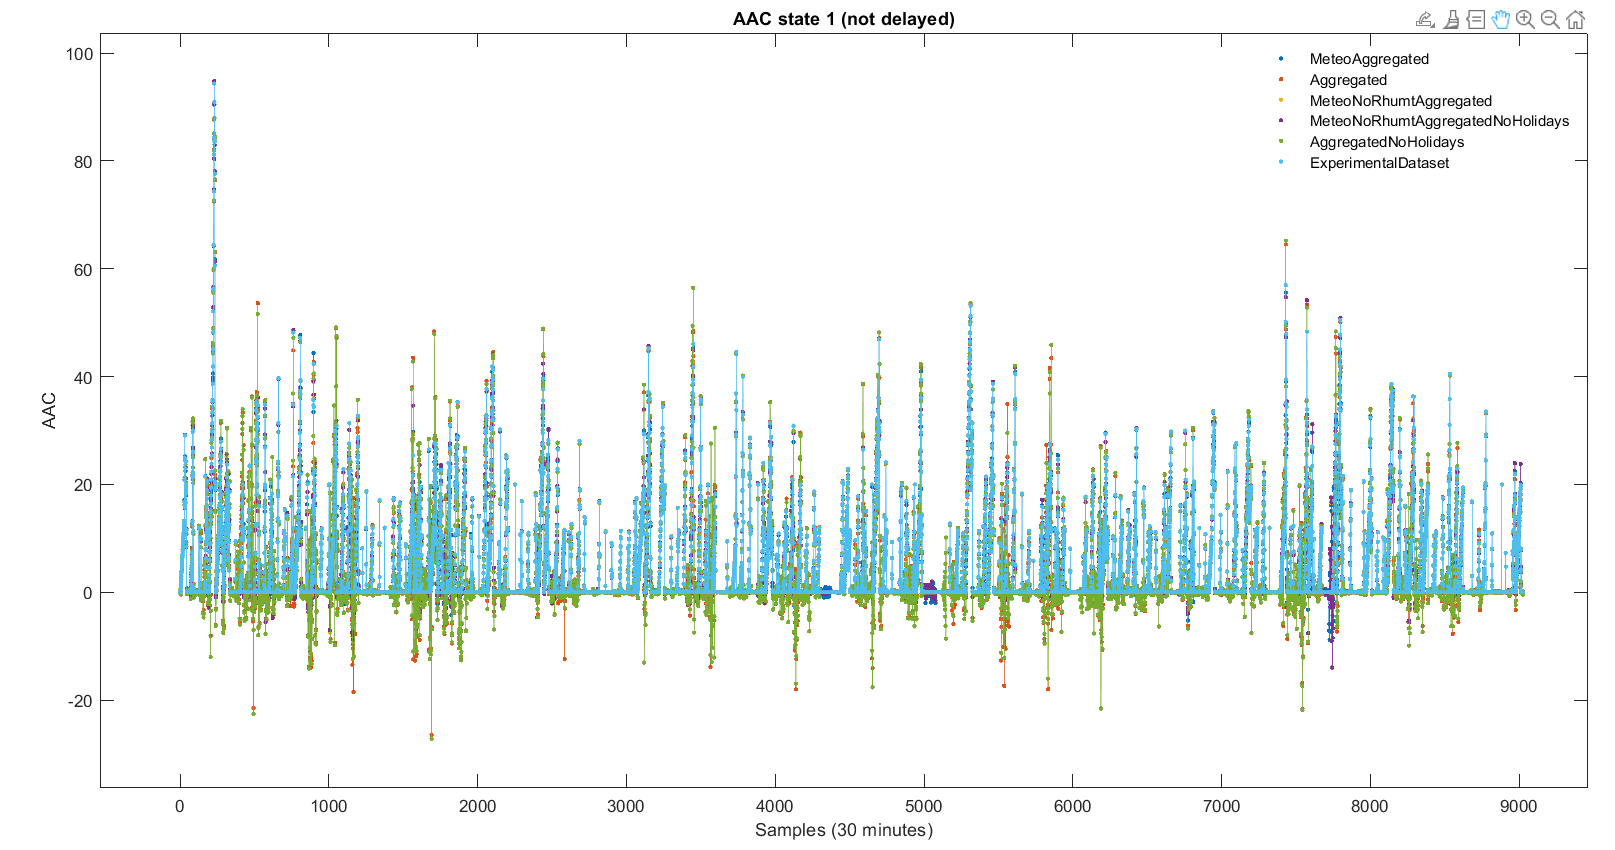 AAC state 1 (not delayed)
MeteoAggregated
Aggregated
MeteoNoRhumtAggregated
MeteoNoRhumtAggregatedNoHolidays
AggregatedNoHolidays
ExperimentalDataset
100
80
60
40
20
0
-20
AAC
0 1000 2000 3000 4000 5000 6000 7000 8000 9000
Samples (30 minutes)